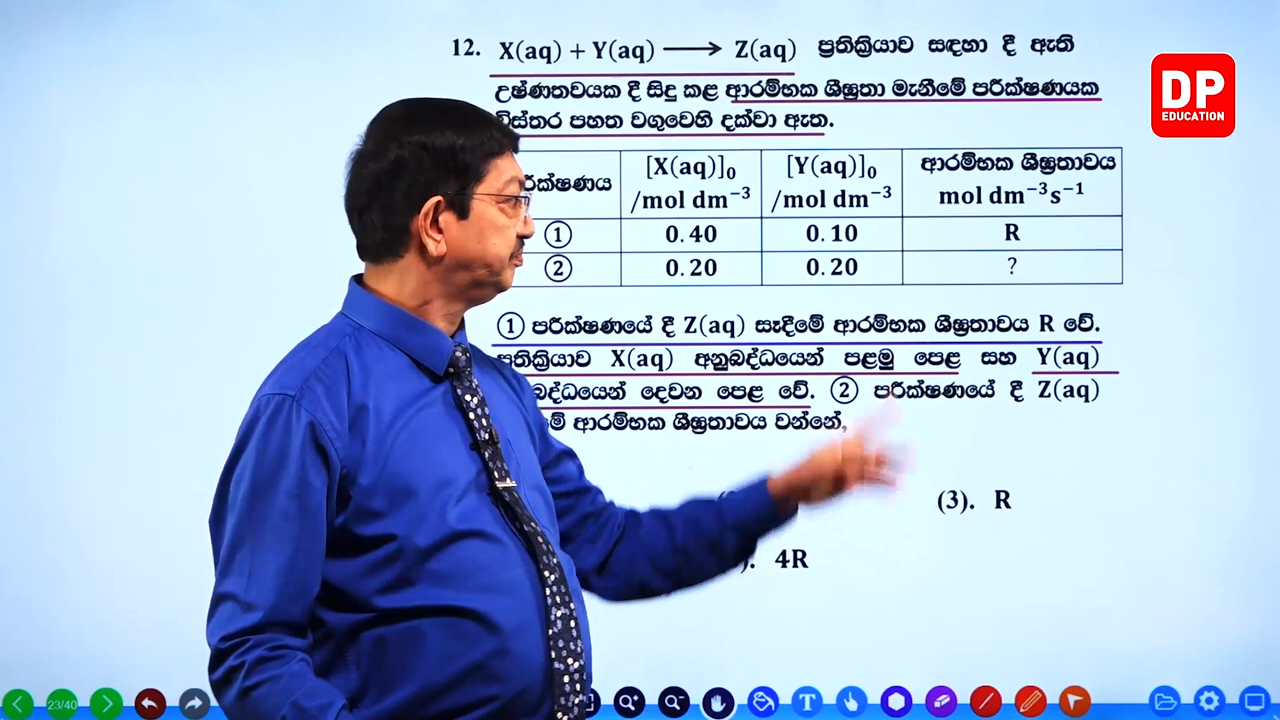 12. X(aq) + Y(aq) ⟶ Z(aq) ප්‍රතික්‍රියාව සඳහා දී ඇති
උෂ්ණත්වයක දී සිදු කළ ආරම්භක ශීඝ්‍රතා මැනීමේ පරීක්ෂණයක
විස්තර පහත වගුවෙහි දක්වා ඇත.
DP
EDUCATION
[X(aq)]₀ /mol dm⁻³ [Y(aq)]₀ /mol dm⁻³ ආරම්භක ශීඝ්‍රතාවය mol dm⁻³s⁻¹
① 0.40 0.10 R
② 0.20 0.20 ?
① පරීක්ෂණයේ දී Z(aq) සෑදීමේ ආරම්භක ශීඝ්‍රතාවය R වේ.
ප්‍රතික්‍රියාව X(aq) අනුබද්ධයෙන් පළමු පෙළ සහ Y(aq)
දෙවන පෙළ වේ. ② පරීක්ෂණයේ දී Z(aq)
ආරම්භක ශීඝ්‍රතාවය වන්නේ,
(3). R
4R
23/40
T